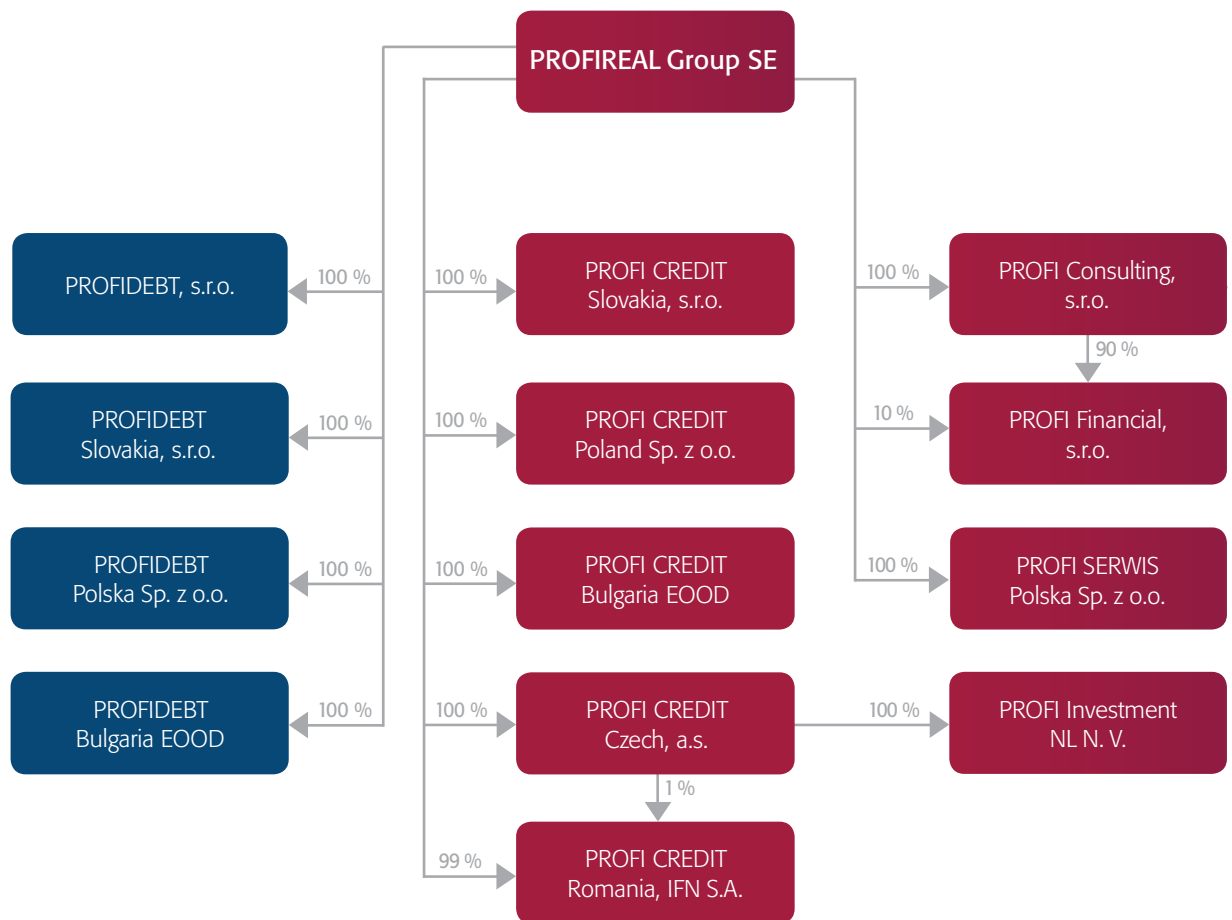 PROFIREAL Group SE
PROFIDEBT, s.r.o.
100 %
100 %
PROFI CREDIT
Slovakia, s.r.o.
100 %
PROFI Consulting,
s.r.o.
90 %
PROFIDEBT
Slovakia, s.r.o.
100 %
100 %
PROFI CREDIT
Poland Sp. z o.o.
10 %
PROFI Financial,
s.r.o.
PROFIDEBT
Polska Sp. z o.o.
100 %
100 %
PROFI CREDIT
Bulgaria EOOD
100 %
PROFI SERWIS
Polska Sp. z o.o.
PROFIDEBT
Bulgaria EOOD
100 %
100 %
PROFI CREDIT
Czech, a.s.
100 %
PROFI Investment
NL N. V.
1 %
99 %
PROFI CREDIT
Romania, IFN S.A.